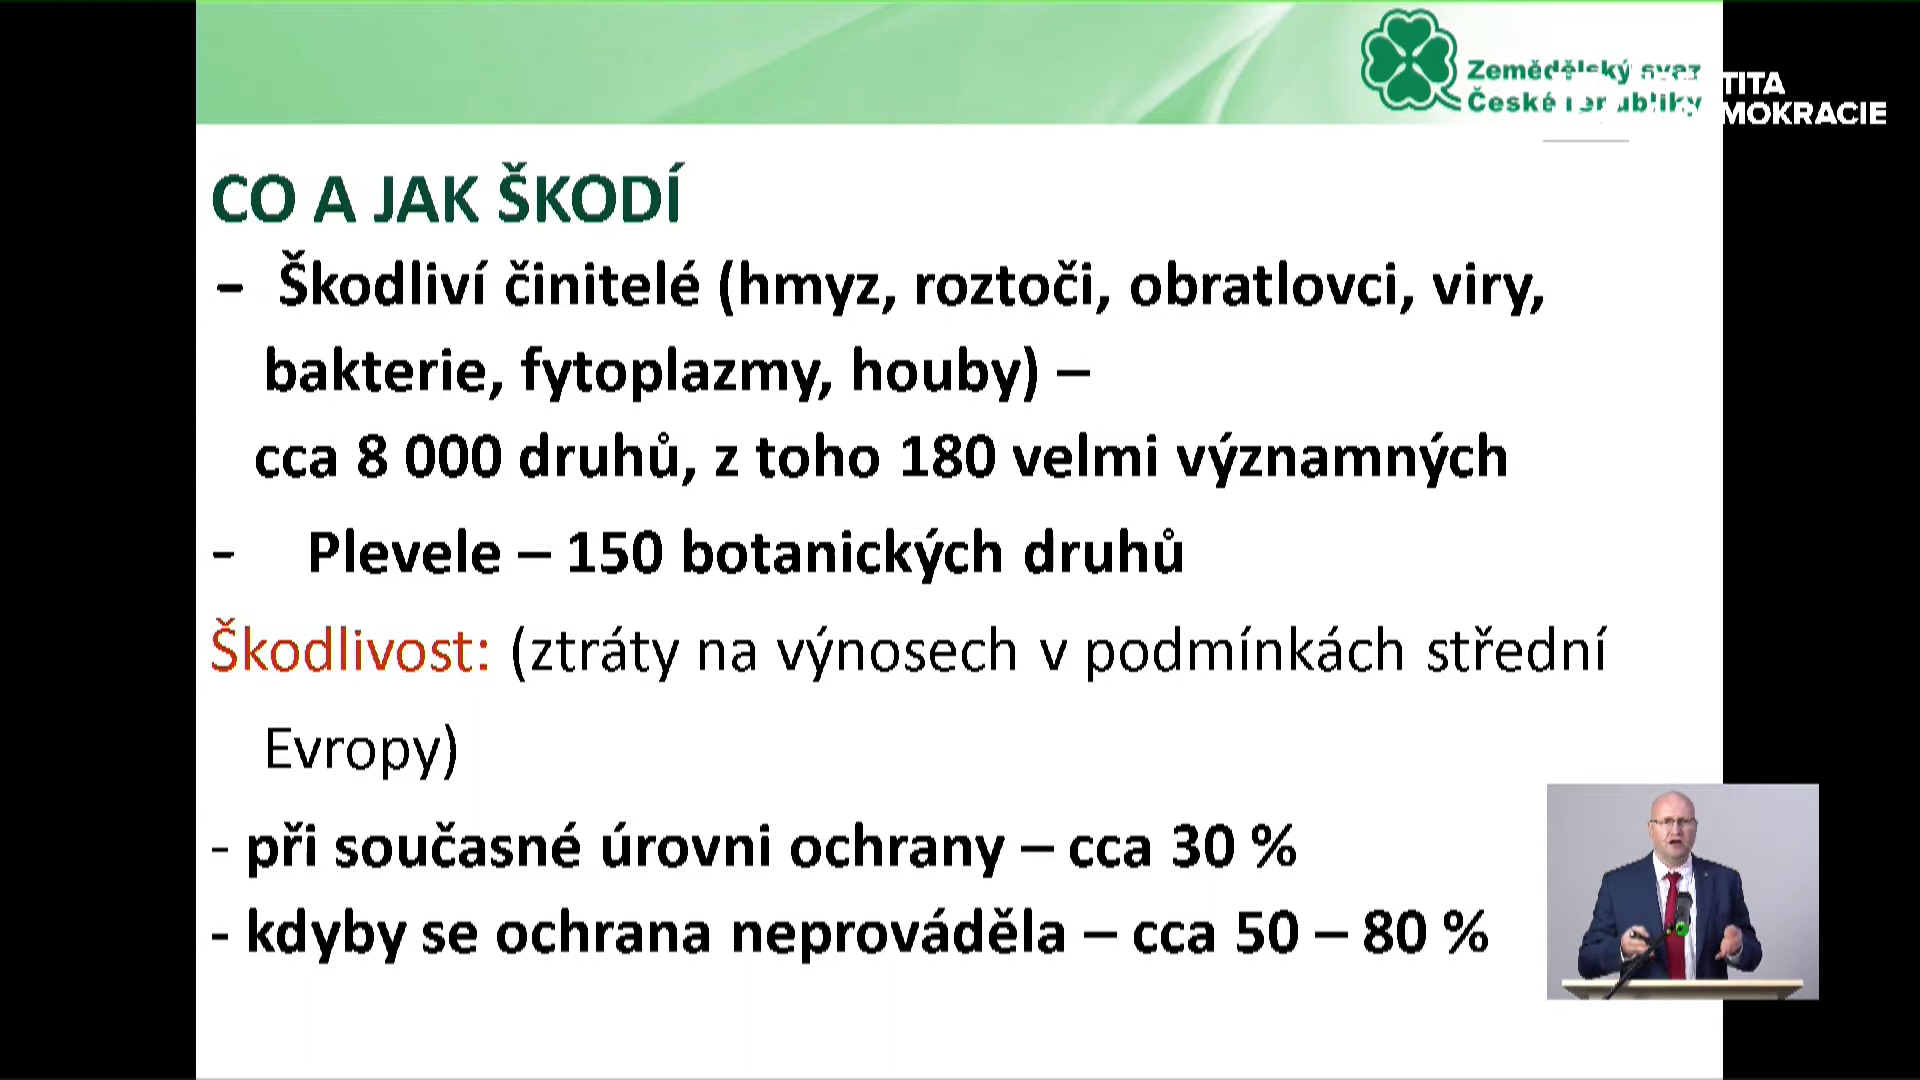 Zemědělský svaz
České republiky
TITA
MOKRACIE
CO A JAK ŠKODÍ
- Škodliví činitelé (hmyz, roztoči, obratlovci, viry,
bakterie, fytoplazmy, houby) –
cca 8 000 druhů, z toho 180 velmi významných
- Plevele – 150 botanických druhů
Škodlivost: (ztráty na výnosech v podmínkách střední
Evropy)
- při současné úrovni ochrany – cca 30 %
- kdyby se ochrana neprováděla – cca 50 – 80 %